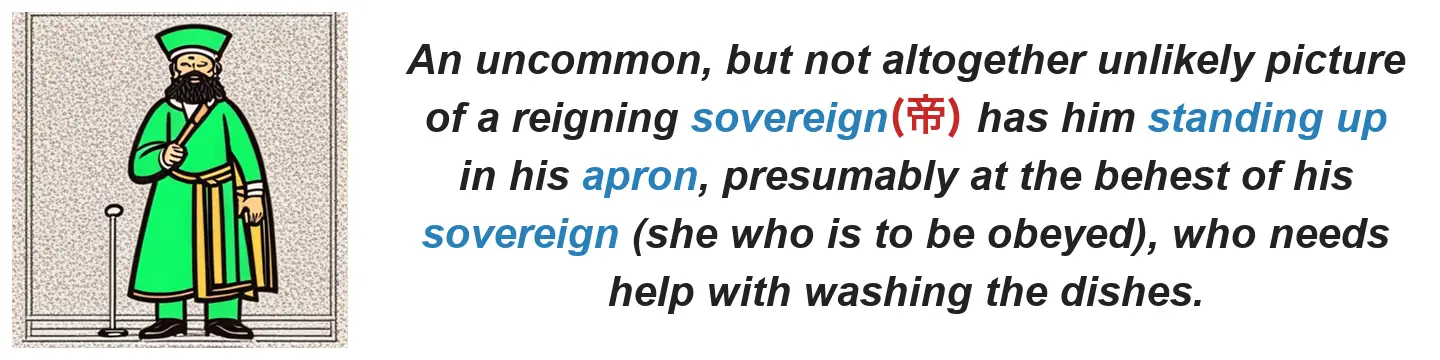 An uncommon, but not altogether unlikely picture
of a reigning sovereign(帝) has him standing up
in his apron, presumably at the behest of his
sovereign (she who is to be obeyed), who needs
help with washing the dishes.